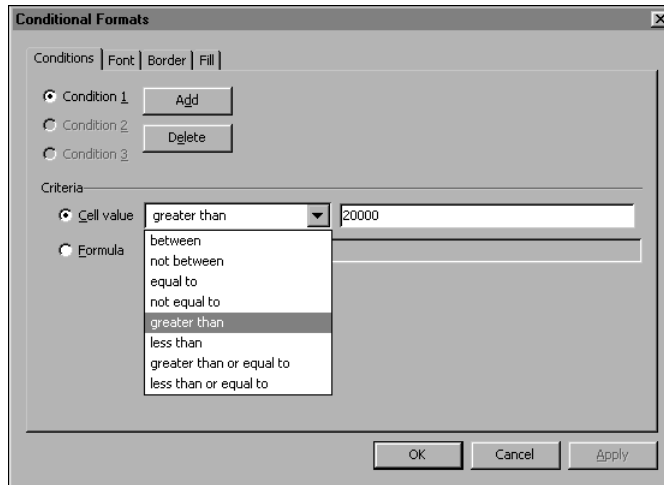 Conditional Formats
Conditions Font Border Fill
Condition 1 Add
Condition 2
Delete
Condition 3
Criteria
Cell value greater than 20000
Formula
between
not between
equal to
not equal to
greater than
less than
greater than or equal to
less than or equal to
OK Cancel Apply